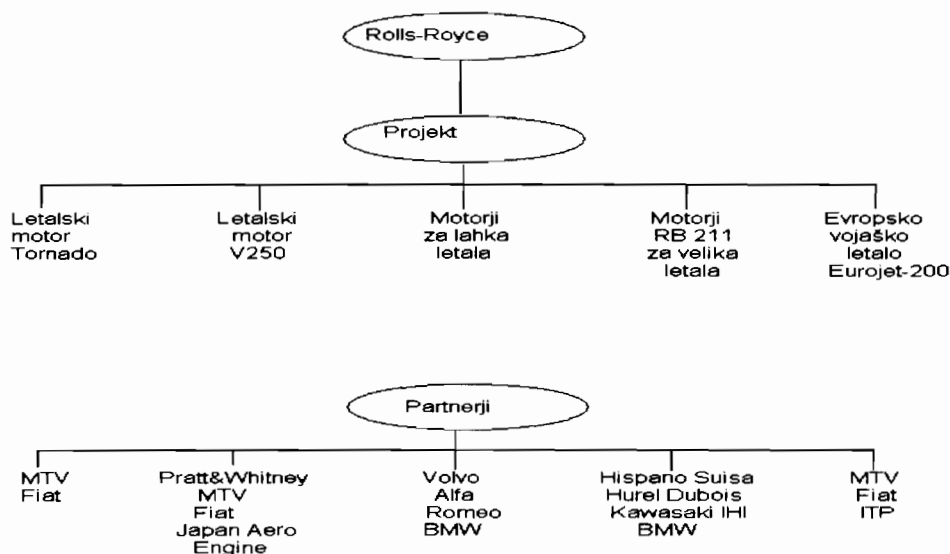 Rolls-Royce
Projekt
Letalski
motor
Tornado
Letalski
motor
V250
Motorji
za lahka
letala
Motorji
RB 211
za velika
letala
Evropsko
vojaško
letalo
Eurojet-200
Partnerji
MTV
Fiat
Pratt&Whitney
MTV
Fiat
Japan Aero
Engine
Volvo
Alfa
Romeo
BMW
Hispano Suisa
Hurel Dubois
Kawasaki IHI
BMW
MTV
Fiat
ITP